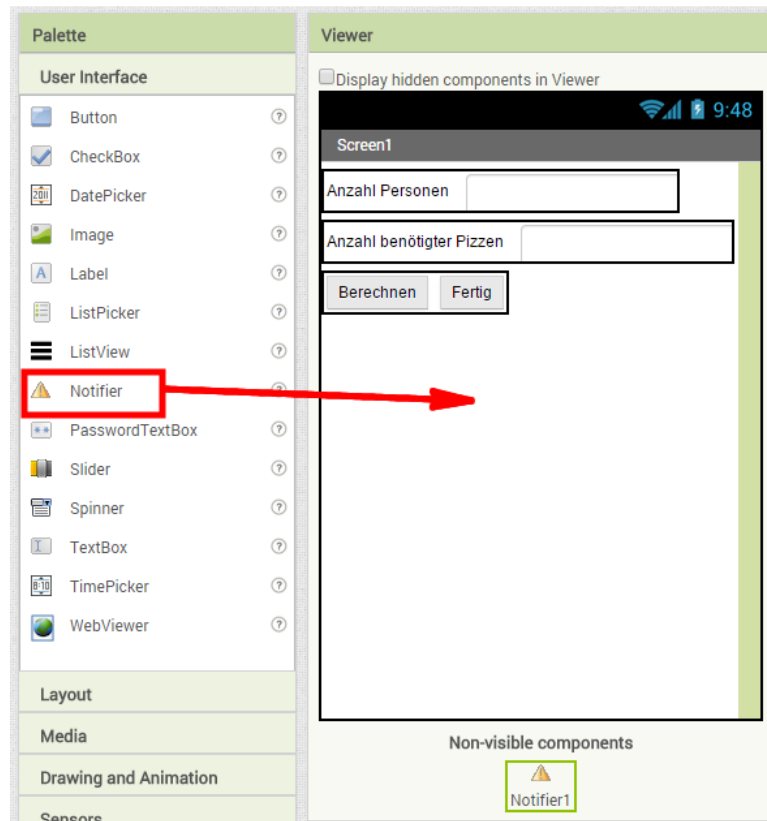 Palette
User Interface
Button
CheckBox
DatePicker
Image
Label
ListPicker
ListView
Notifier
PasswordTextBox
Slider
Spinner
TextBox
TimePicker
WebViewer
Layout
Media
Drawing and Animation
Sensors
Viewer
Display hidden components in Viewer
9:48
Screen1
Anzahl Personen
Anzahl benötigter Pizzen
Berechnen Fertig
Non-visible components
Notifier1